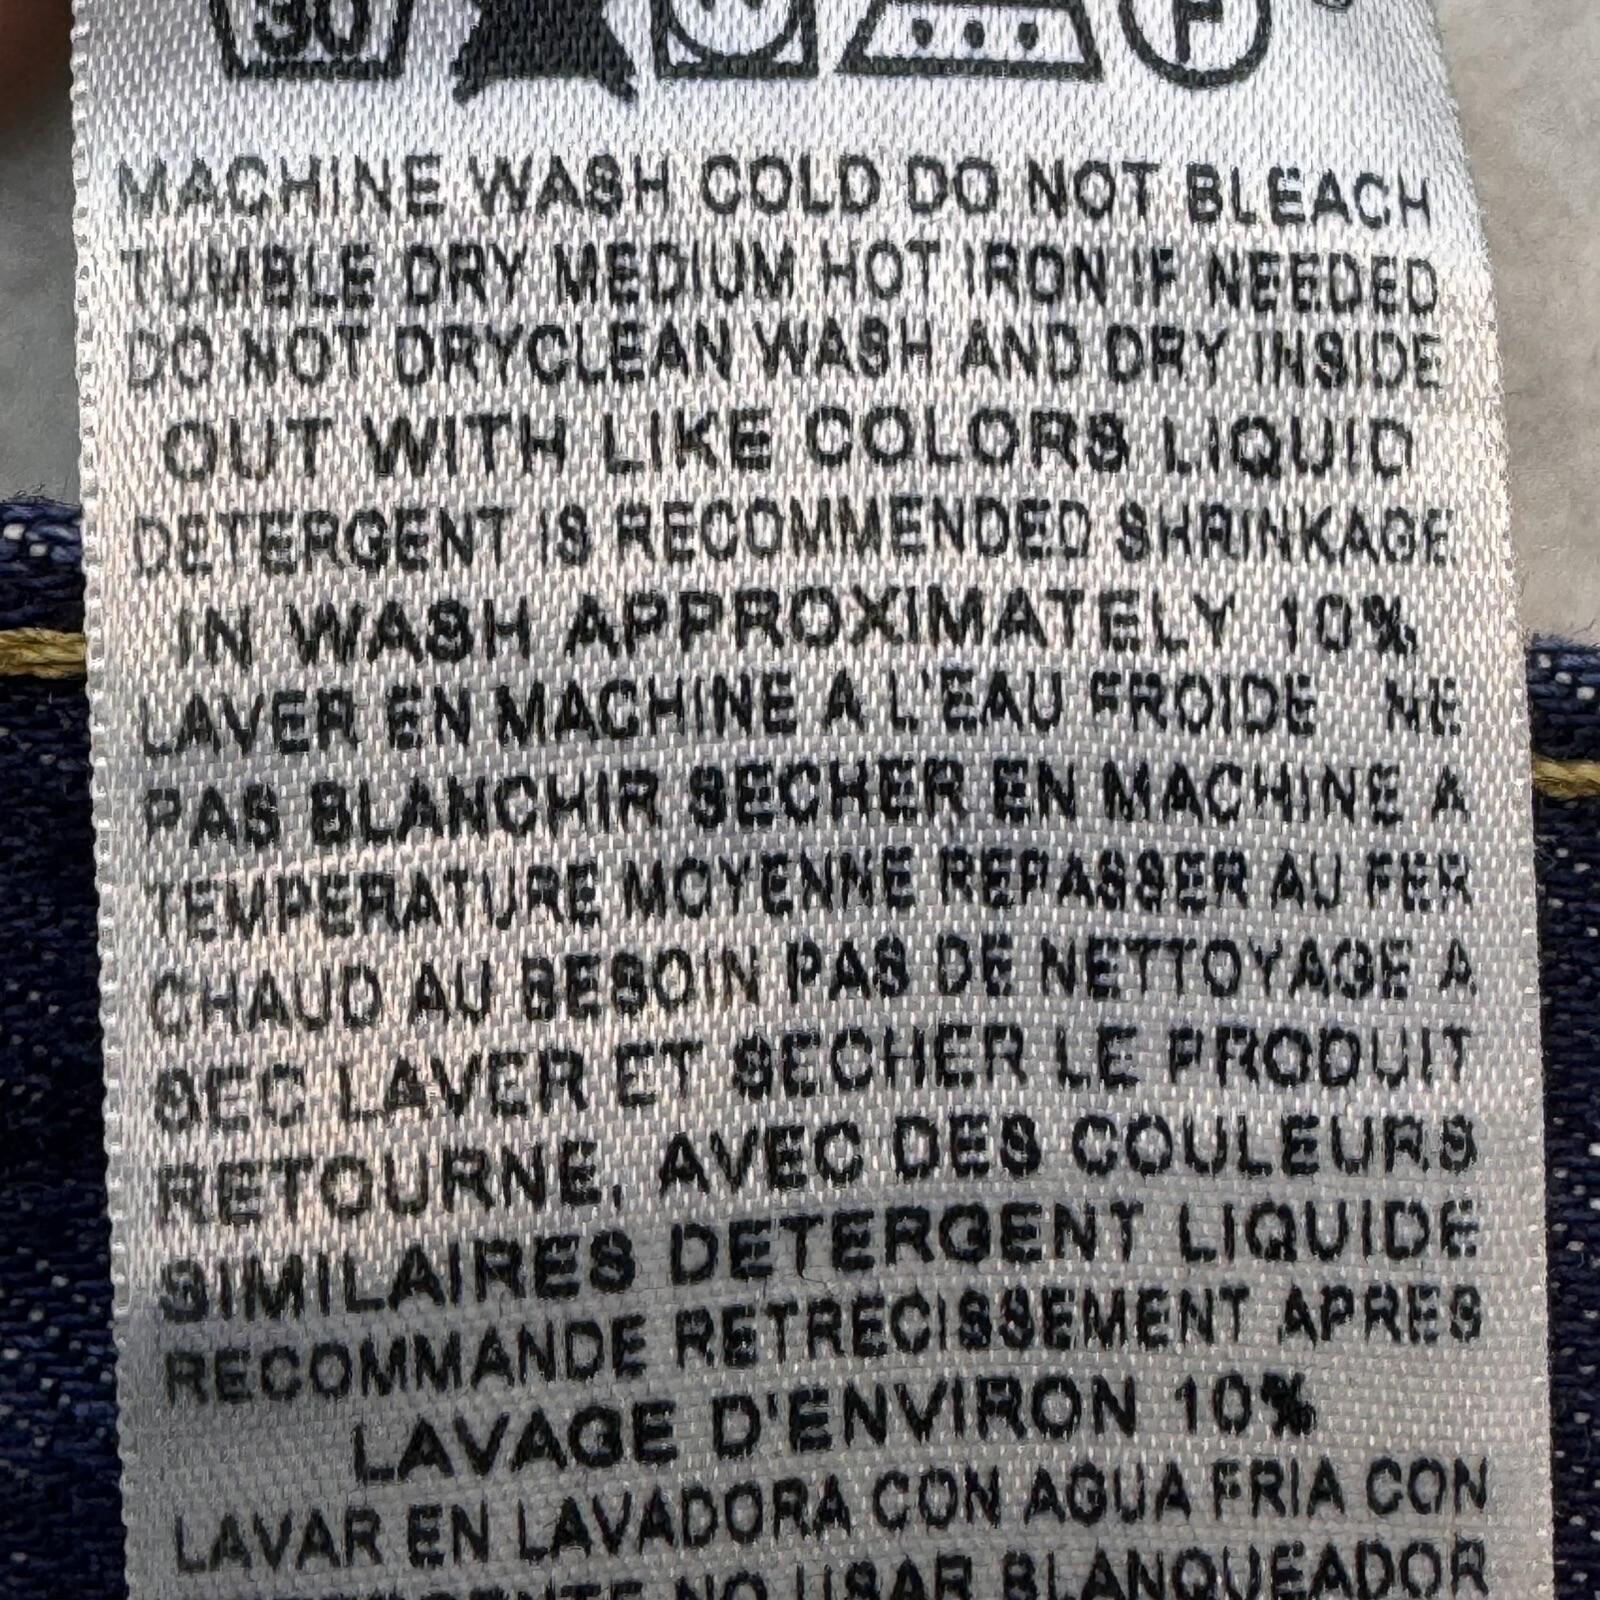 30
P
MACHINE WASH COLD DO NOT BLEACH
TUMBLE DRY MEDIUM HOT IRON IF NEEDED
DO NOT DRYCLEAN WASH AND DRY INSIDE
OUT WITH LIKE COLORS LIQUID
DETERGENT IS RECOMMENDED SHRINKAGE
IN WASH APPROXIMATELY 10%
LAVER EN MACHINE A L'EAU FROIDE NE
PAS BLANCHIR SECHER EN MACHINE A
TEMPERATURE MOYENNE REPASSER AU FER
CHAUD AU BESOIN PAS DE NETTOYAGE A
SEC LAVER ET SECHER LE PRODUIT
RETOURNE, AVEC DES COULEURS
SIMILAIRES DETERGENT LIQUIDE
RECOMMANDE RETRECISSEMENT APRES
LAVAGE D'ENVIRON 10%
LAVAR EN LAVADORA CON AGUA FRIA CON
NO USAR BLANQUEADOR